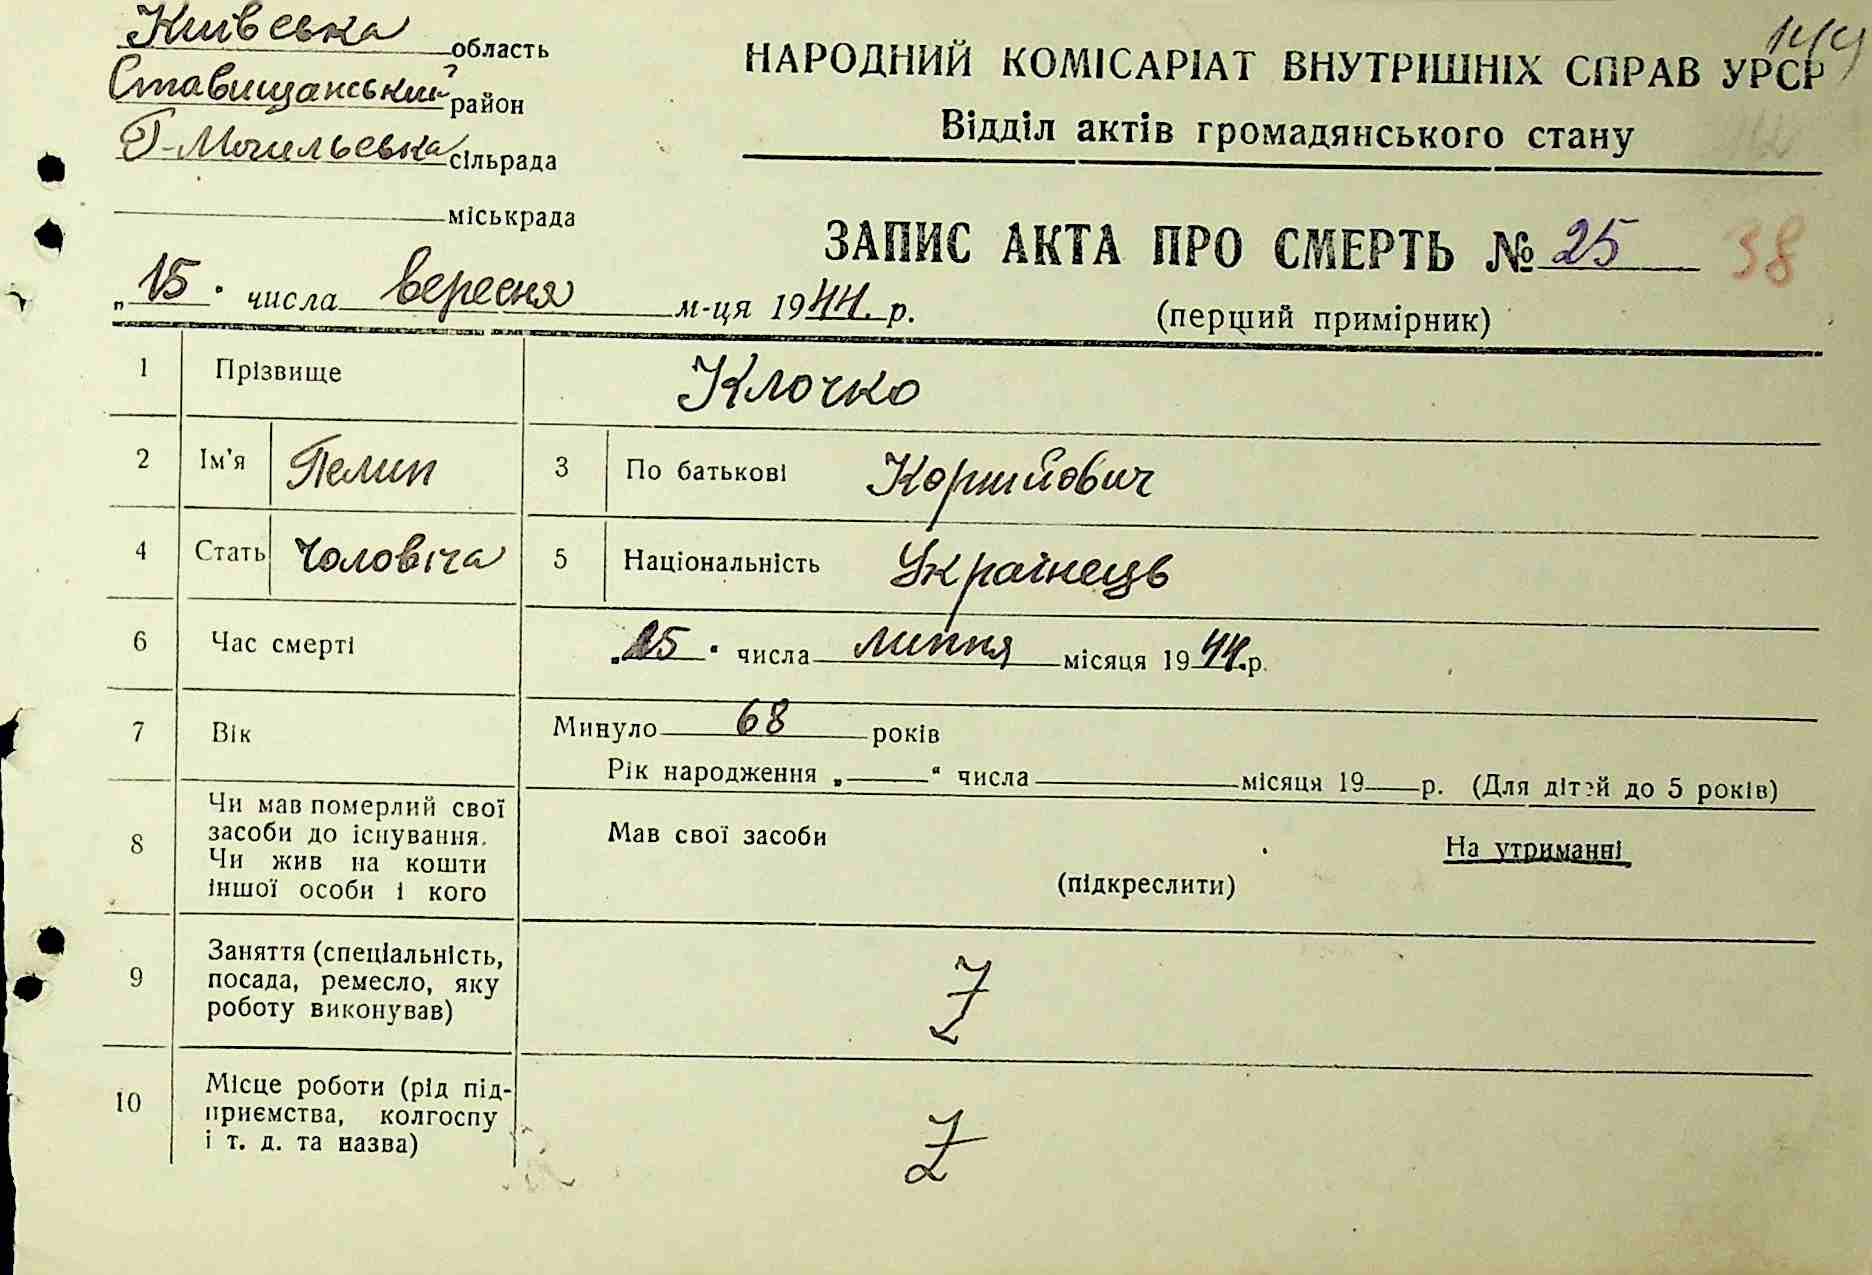 Київська область
Ставищанський район
Г-Могильська сільрада
міськрада
144
НАРОДНИЙ КОМІСАРІАТ ВНУТРІШНІХ СПРАВ УРСР
Відділ актів громадянського стану
ЗАПИС АКТА ПРО СМЕРТЬ № 25 38
„15" числа вересня м-ця 1944. р.
(перший примірник)
1 Прізвище Клочко
2 Ім'я Пелип 3 По батькові Корнийович
4 Стать Чоловіча 5 Національність Українець
6 Час смерті „25" числа липня місяця 1944.р.
7 Вік Минуло 68 років
Рік народження „ " числа місяця 19 р. (Для дітей до 5 років)
8 Чи мав померлий свої засоби до існування. Чи жив на кошти іншої особи і кого
Мав свої засоби На утриманні
(підкреслити)
9 Заняття (спеціальність,
посада, ремесло, яку
роботу виконував)
10 Місце роботи (рід під-
приємства, колгоспу
і т. д. та назва)